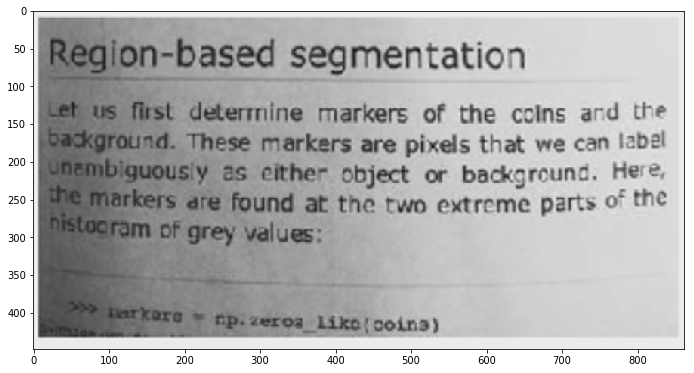 Region-based segmentation
Let us first determine markers of the coins and the
background. These markers are pixels that we can label
unambiguously as either object or background. Here,
the markers are found at the two extreme parts of the
histogram of grey values:
>>> markers = np.zeros_like(coins)
0
50
100
150
200
250
300
350
400
0 100 200 300 400 500 600 700 800